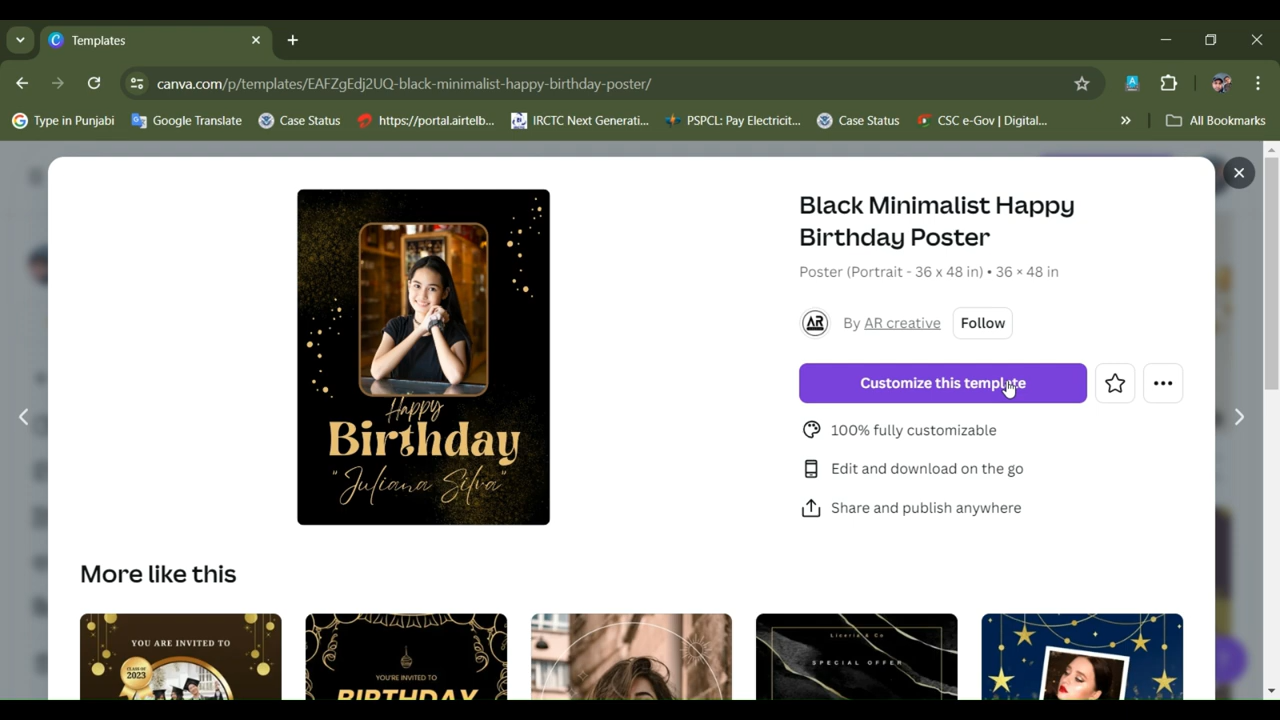 Templates
canva.com/p/templates/EAFZgEdj2UQ-black-minimalist-happy-birthday-poster/
Type in Punjabi
Google Translate
Case Status
https://portal.airtelb...
IRCTC Next Generati...
PSPCL: Pay Electricit...
Case Status
CSC e-Gov | Digital...
»
All Bookmarks
Black Minimalist Happy
Birthday Poster
Poster (Portrait - 36 x 48 in) • 36 × 48 in
AR
By AR creative
Follow
Customize this template
100% fully customizable
Edit and download on the go
Share and publish anywhere
Happy
Birthday
"Juliana Silva"
More like this
YOU ARE INVITED TO
CLASS OF
2023
YOU'RE INVITED TO
BIRTHDAY
Liceria & Co
SPECIAL OFFER